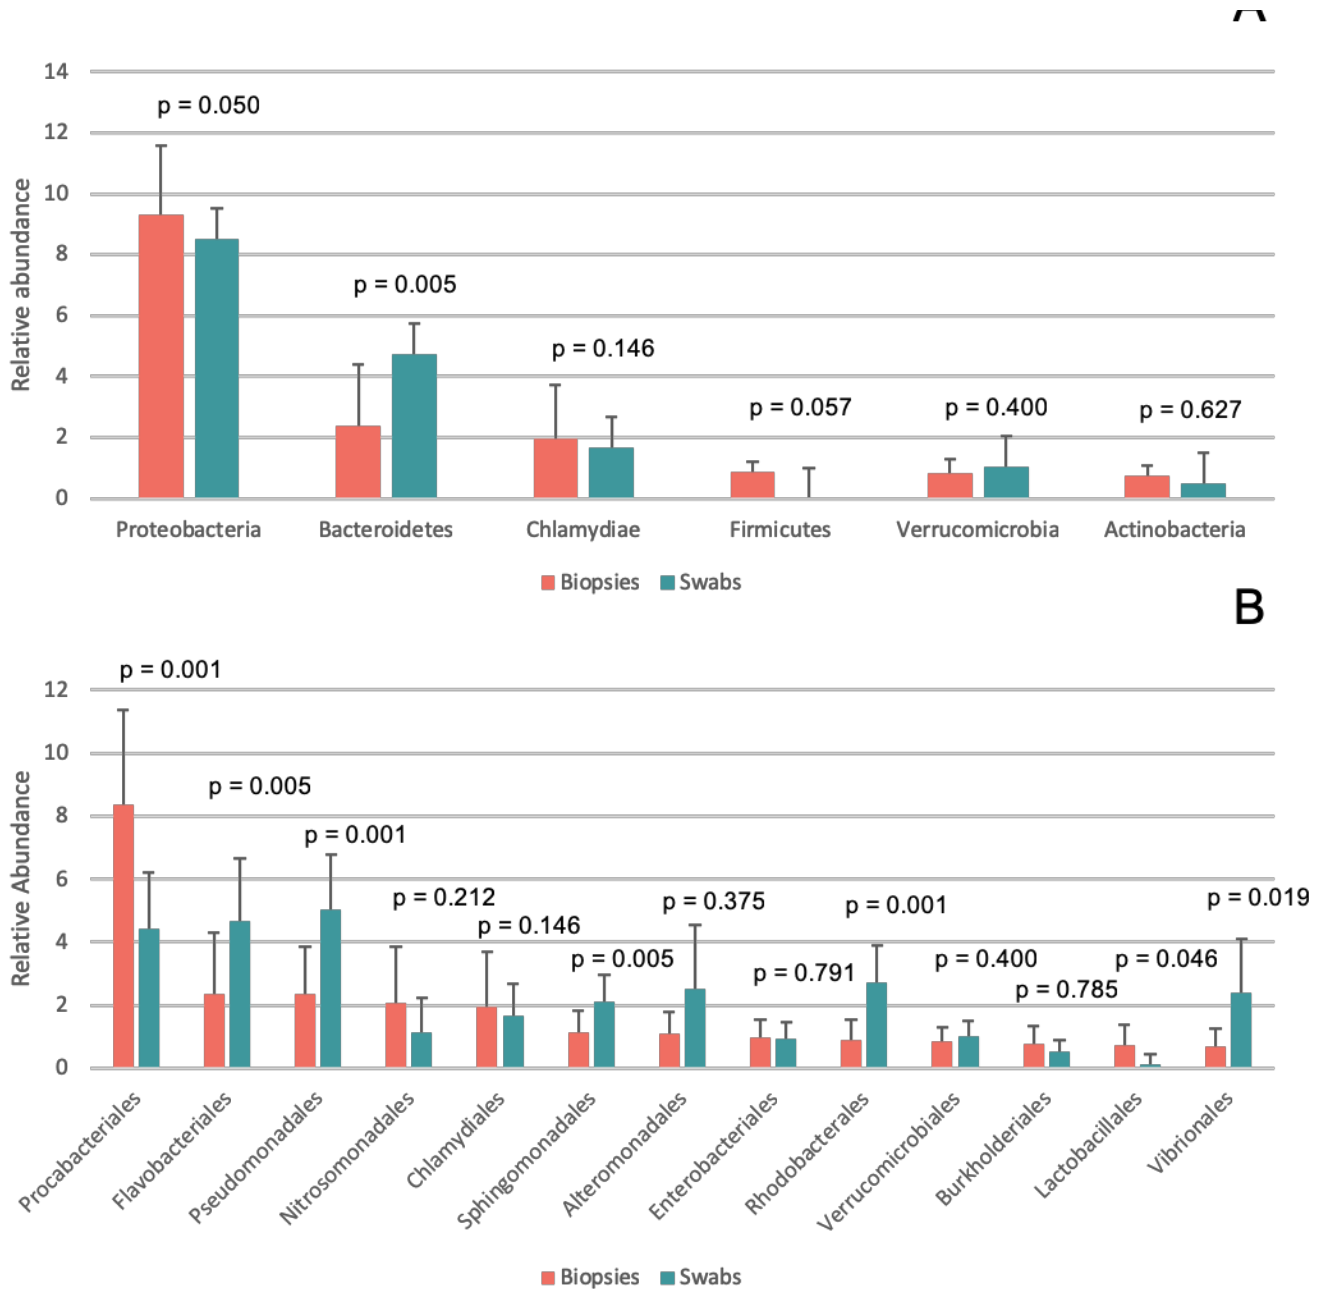 A
14
p = 0.050
12
10
8
p = 0.005
6
p = 0.146
4
p = 0.057
p = 0.400
p = 0.627
2
0
Relative abundance
Proteobacteria
Bacteroidetes
Chlamydiae
Firmicutes
Verrucomicrobia
Actinobacteria
Biopsies
Swabs
B
p = 0.001
12
10
p = 0.005
8
p = 0.001
6
p = 0.212
p = 0.146
p = 0.005
p = 0.375
p = 0.791
p = 0.001
p = 0.400
p = 0.785
p = 0.046
p = 0.019
4
2
0
Relative Abundance
Procabacteriales
Flavobacteriales
Pseudomonadales
Nitrosomonadales
Chlamydiales
Sphingomonadales
Alteromonadales
Enterobacteriales
Rhodobacterales
Verrucomicrobiales
Burkholderiales
Lactobacillales
Vibrionales
Biopsies
Swabs